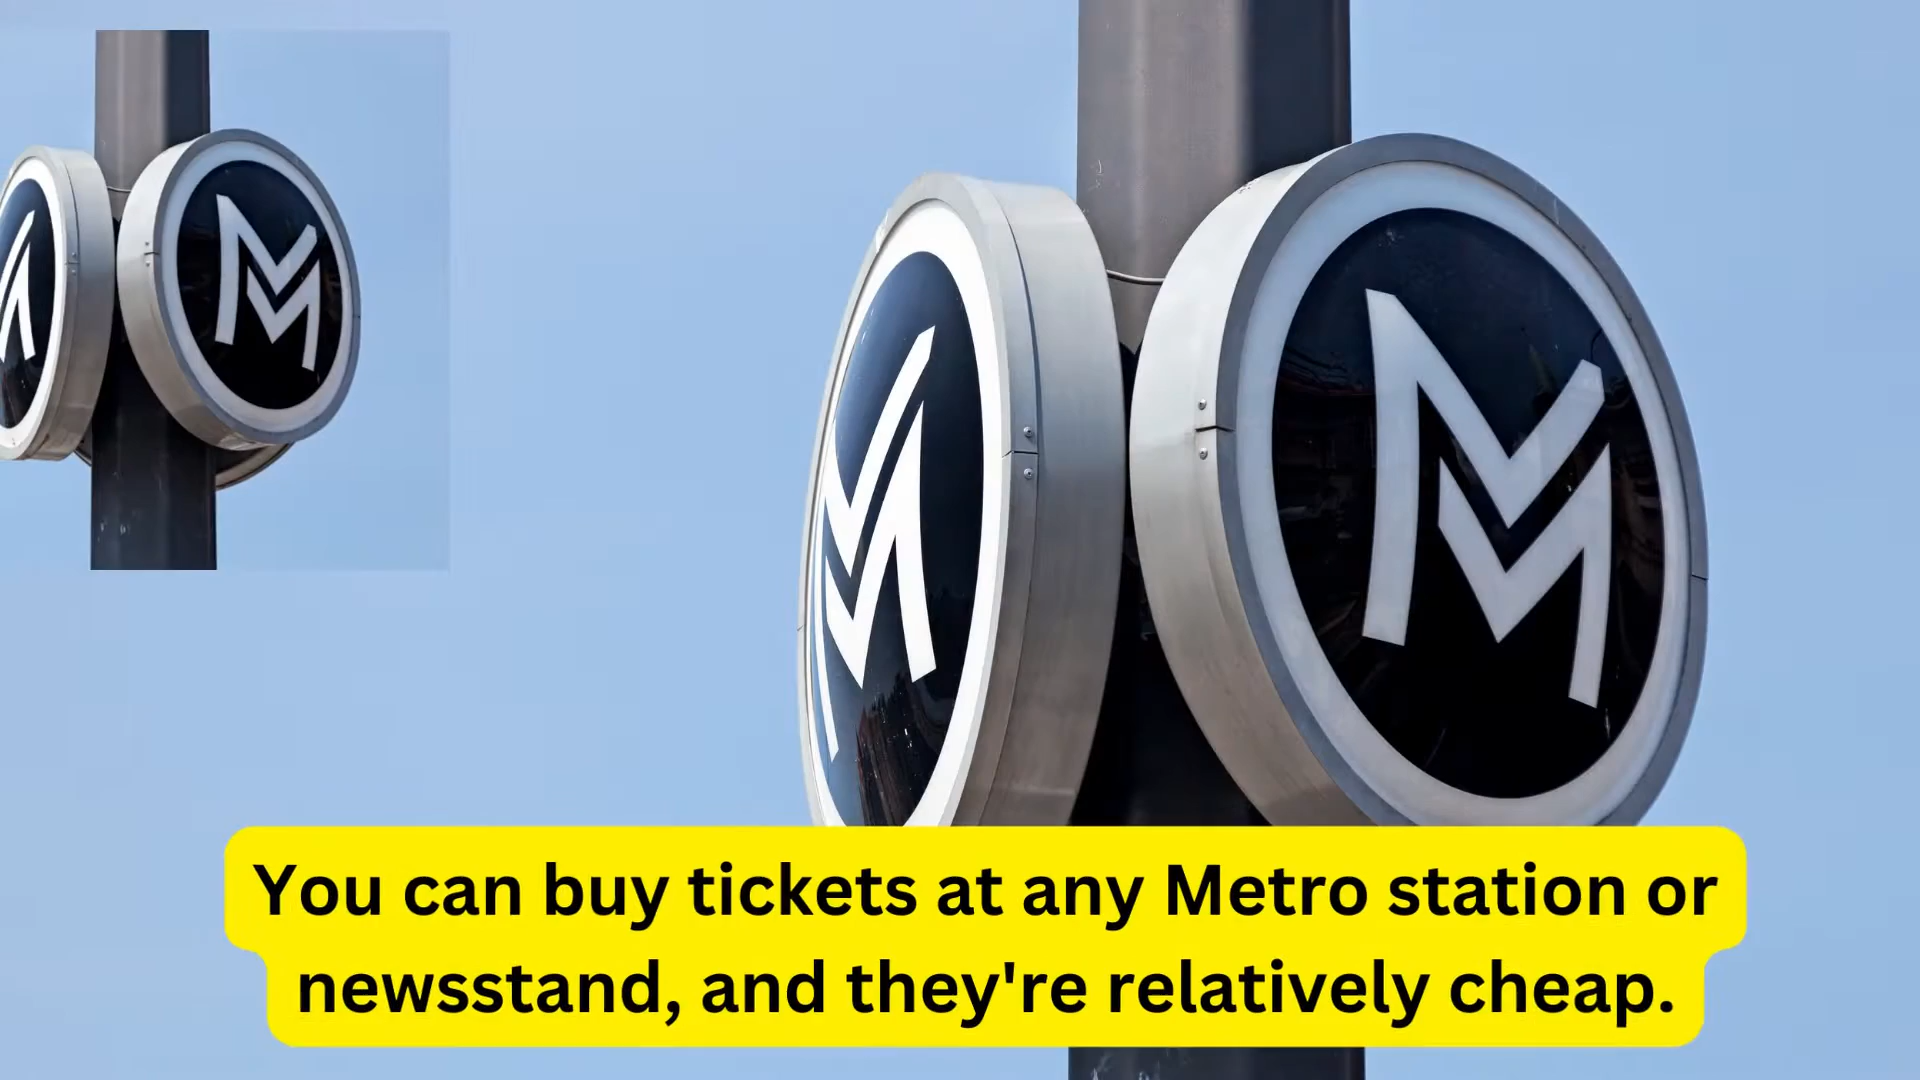 M
M
M
M
You can buy tickets at any Metro station or
newsstand, and they're relatively cheap.